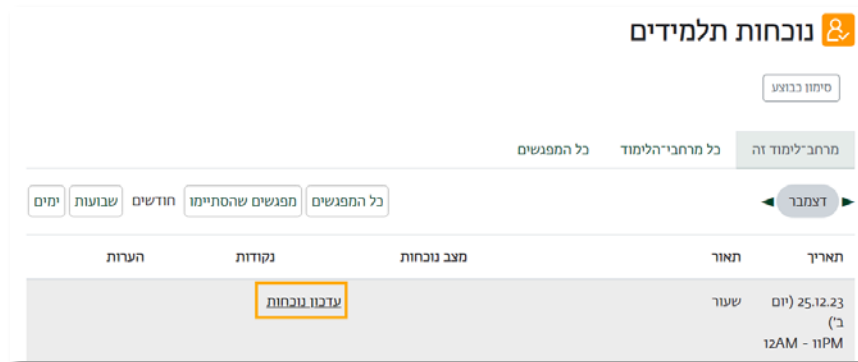 נוכחות תלמידים
סימון כבוצע
מרחב־לימוד זה כל מרחבי־הלימוד כל המפגשים
דצמבר כל המפגשים מפגשים שהסתיימו חודשים שבועות ימים
תאריך תאור מצב נוכחות נקודות הערות
25.12.23 (יום שעור עדכון נוכחות
ב')
12AM - 11PM